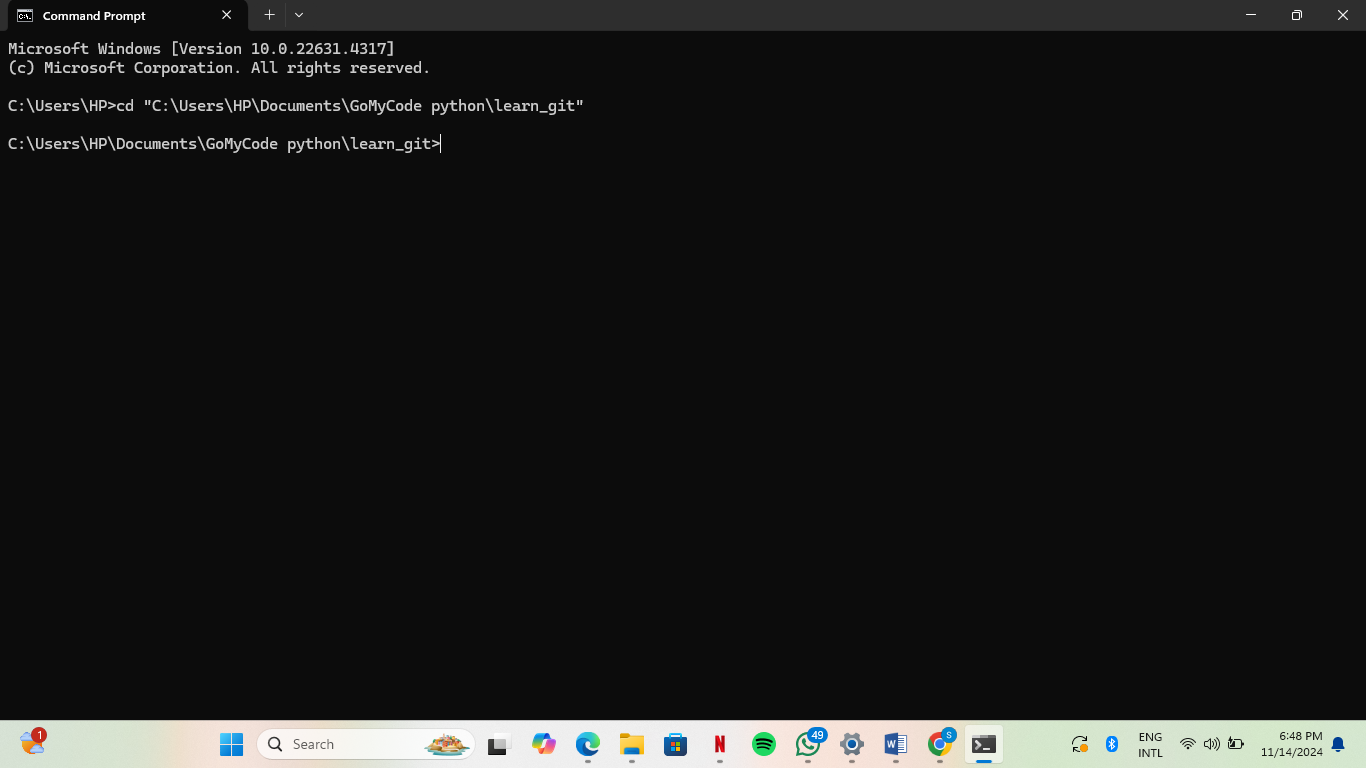 Command Prompt
Microsoft Windows [Version 10.0.22631.4317]
(c) Microsoft Corporation. All rights reserved.
C:\Users\HP>cd "C:\Users\HP\Documents\GoMyCode python\learn_git"
C:\Users\HP\Documents\GoMyCode python\learn_git>
1
Search
N
49
W
S
ENG
INTL
6:48 PM
11/14/2024